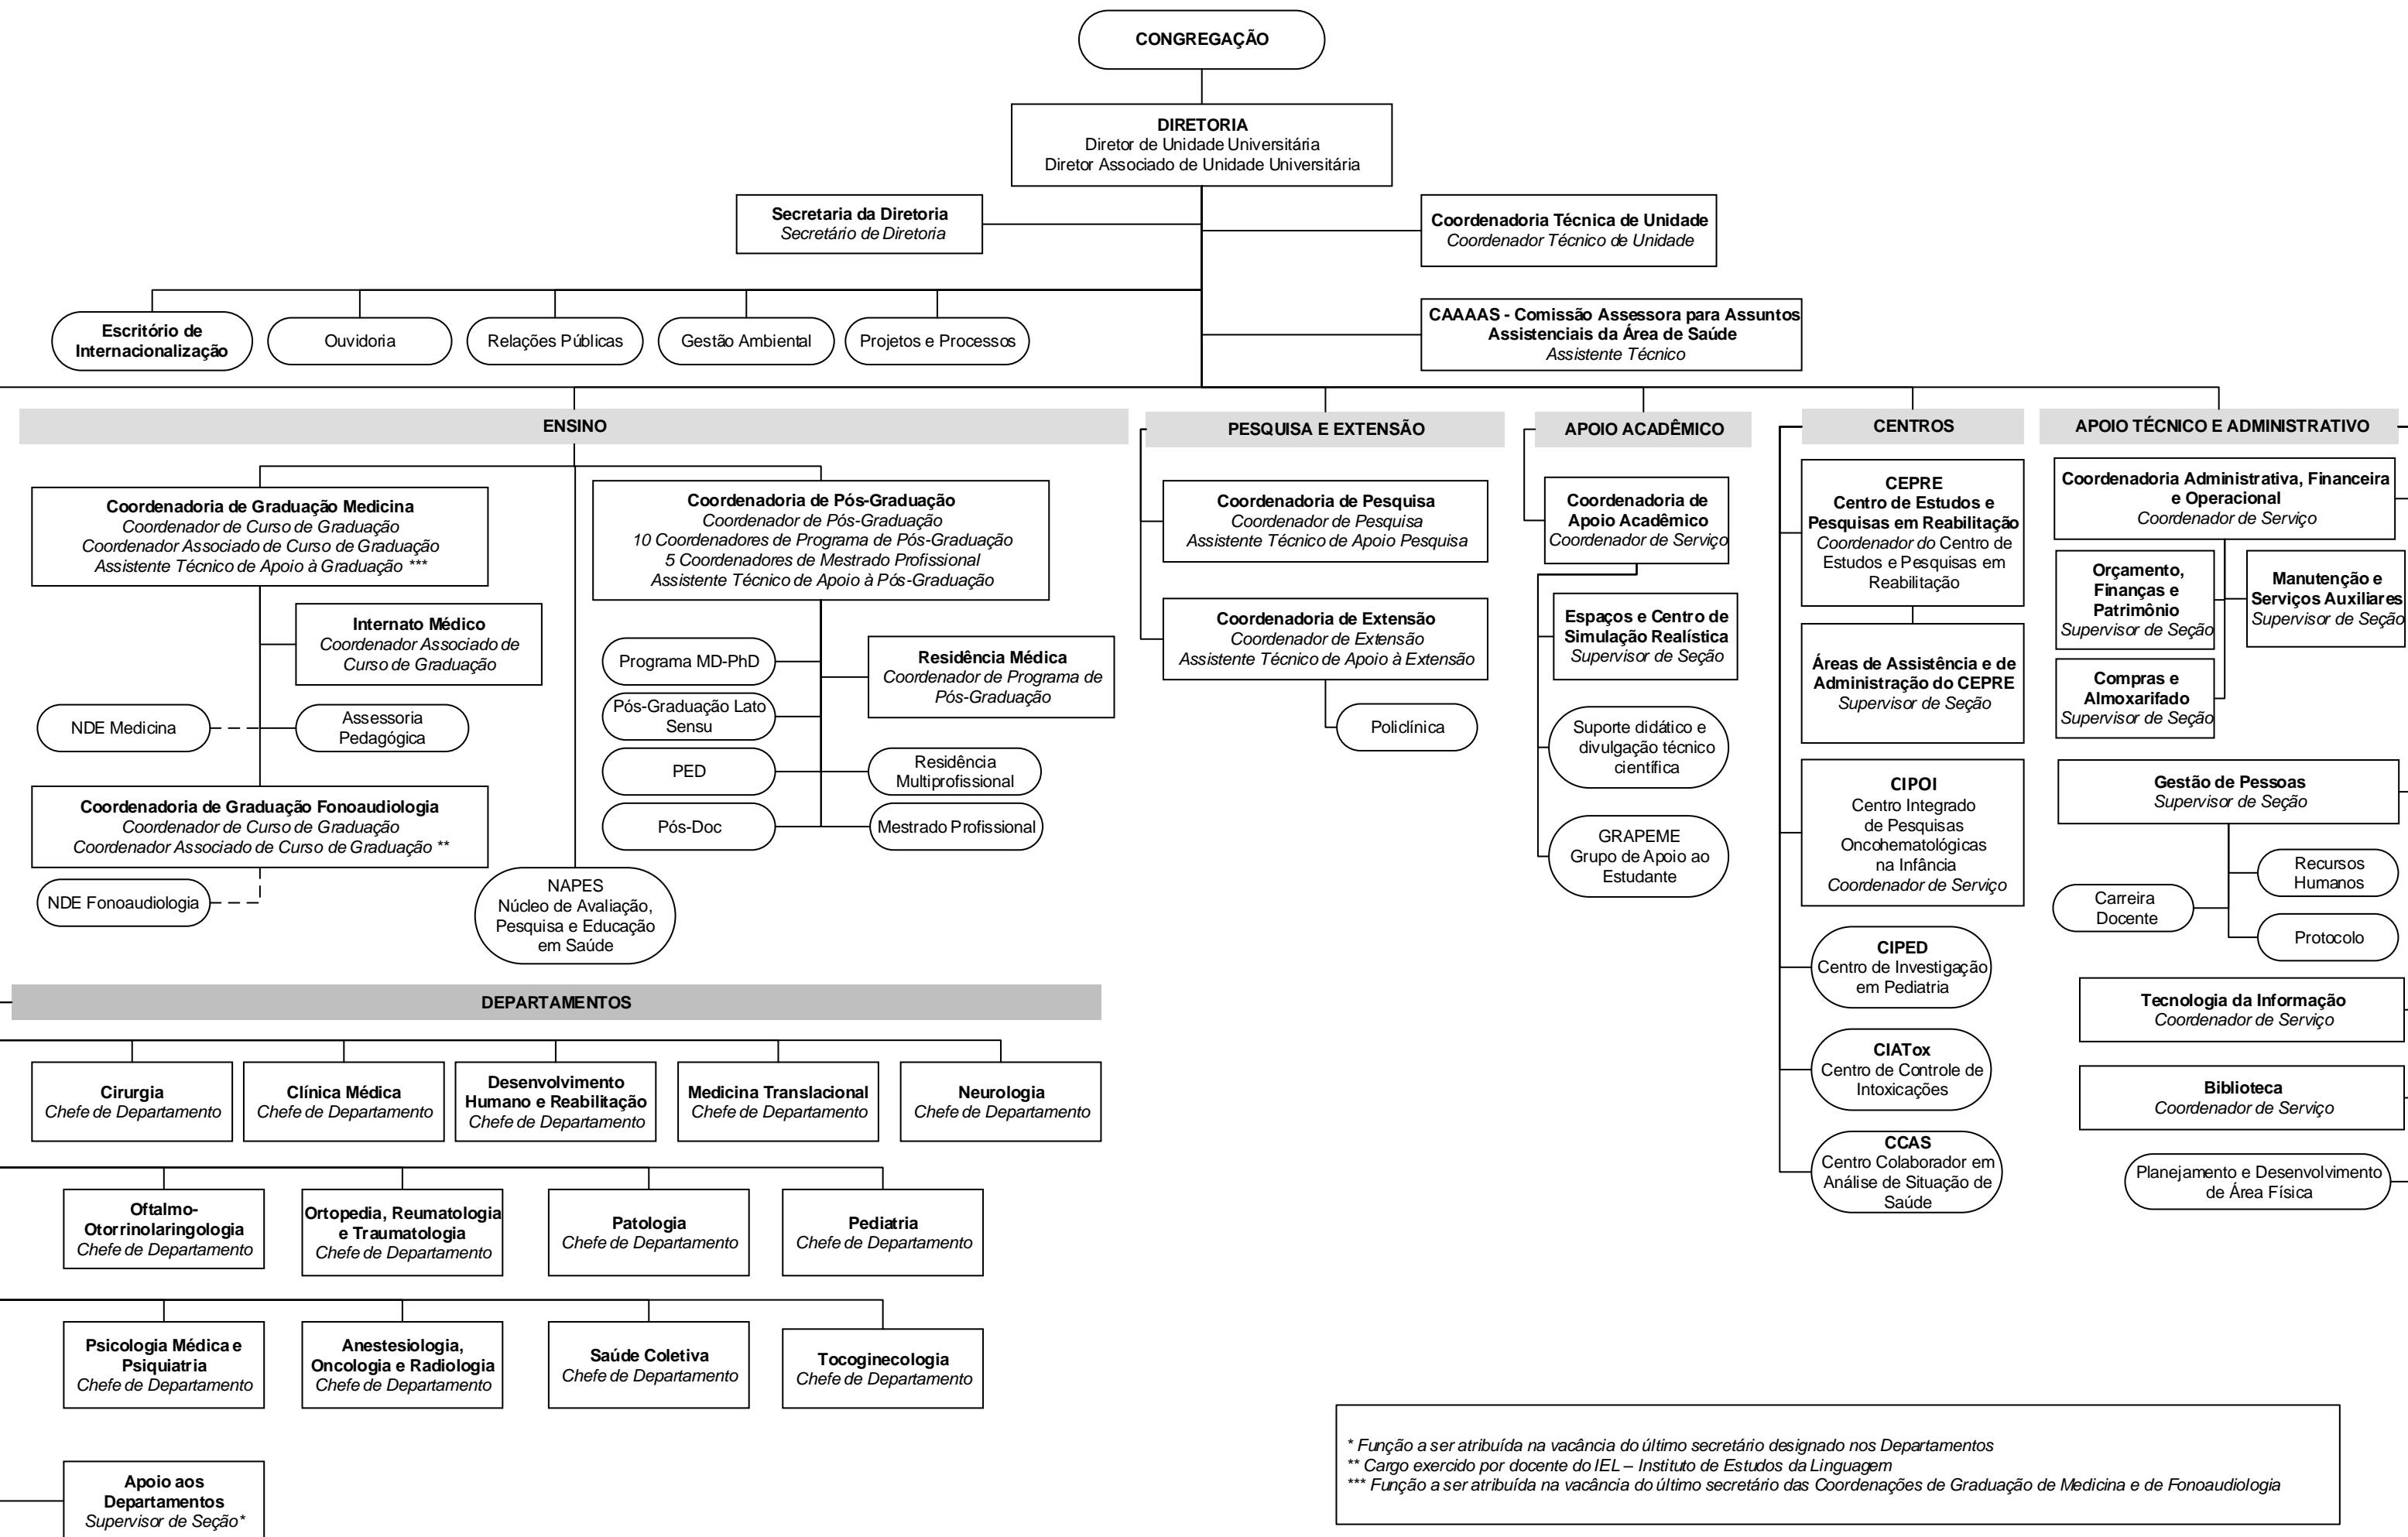 CONGREGAÇÃO
DIRETORIA
Diretor de Unidade Universitária
Diretor Associado de Unidade Universitária
Secretaria da Diretoria
Secretário de Diretoria
Coordenadoria Técnica de Unidade
Coordenador Técnico de Unidade
Escritório de
Internacionalização
Ouvidoria
Relações Públicas
Gestão Ambiental
Projetos e Processos
CAAAAS - Comissão Assessora para Assuntos
Assistenciais da Área de Saúde
Assistente Técnico
ENSINO
Coordenadoria de Graduação Medicina
Coordenador de Curso de Graduação
Coordenador Associado de Curso de Graduação
Assistente Técnico de Apoio à Graduação ***
Internato Médico
Coordenador Associado de
Curso de Graduação
NDE Medicina
Assessoria
Pedagógica
Coordenadoria de Graduação Fonoaudiologia
Coordenador de Curso de Graduação
Coordenador Associado de Curso de Graduação **
NDE Fonoaudiologia
NAPES
Núcleo de Avaliação,
Pesquisa e Educação
em Saúde
Coordenadoria de Pós-Graduação
Coordenador de Pós-Graduação
10 Coordenadores de Programa de Pós-Graduação
5 Coordenadores de Mestrado Profissional
Assistente Técnico de Apoio à Pós-Graduação
Programa MD-PhD
Pós-Graduação Lato
Sensu
PED
Pós-Doc
Residência Médica
Coordenador de Programa de
Pós-Graduação
Residência
Multiprofissional
Mestrado Profissional
PESQUISA E EXTENSÃO
Coordenadoria de Pesquisa
Coordenador de Pesquisa
Assistente Técnico de Apoio Pesquisa
Coordenadoria de Extensão
Coordenador de Extensão
Assistente Técnico de Apoio à Extensão
Policlínica
APOIO ACADÊMICO
Coordenadoria de
Apoio Acadêmico
Coordenador de Serviço
Espaços e Centro de
Simulação Realística
Supervisor de Seção
Suporte didático e
divulgação técnico
científica
GRAPEME
Grupo de Apoio ao
Estudante
CENTROS
CEPRE
Centro de Estudos e
Pesquisas em Reabilitação
Coordenador do Centro de
Estudos e Pesquisas em
Reabilitação
Áreas de Assistência e de
Administração do CEPRE
Supervisor de Seção
CIPOI
Centro Integrado
de Pesquisas
Oncohematológicas
na Infância
Coordenador de Serviço
CIPED
Centro de Investigação
em Pediatria
CIATox
Centro de Controle de
Intoxicações
CCAS
Centro Colaborador em
Análise de Situação de
Saúde
APOIO TÉCNICO E ADMINISTRATIVO
Coordenadoria Administrativa, Financeira
e Operacional
Coordenador de Serviço
Orçamento,
Finanças e
Patrimônio
Supervisor de Seção
Manutenção e
Serviços Auxiliares
Supervisor de Seção
Compras e
Almoxarifado
Supervisor de Seção
Gestão de Pessoas
Supervisor de Seção
Recursos
Humanos
Carreira
Docente
Protocolo
Tecnologia da Informação
Coordenador de Serviço
Biblioteca
Coordenador de Serviço
Planejamento e Desenvolvimento
de Área Física
DEPARTAMENTOS
Cirurgia
Chefe de Departamento
Clínica Médica
Chefe de Departamento
Desenvolvimento
Humano e Reabilitação
Chefe de Departamento
Medicina Translacional
Chefe de Departamento
Neurologia
Chefe de Departamento
Oftalmo-
Otorrinolaringologia
Chefe de Departamento
Ortopedia, Reumatologia
e Traumatologia
Chefe de Departamento
Patologia
Chefe de Departamento
Pediatria
Chefe de Departamento
Psicologia Médica e
Psiquiatria
Chefe de Departamento
Anestesiologia,
Oncologia e Radiologia
Chefe de Departamento
Saúde Coletiva
Chefe de Departamento
Tocoginecologia
Chefe de Departamento
Apoio aos
Departamentos
Supervisor de Seção*
* Função a ser atribuída na vacância do último secretário designado nos Departamentos
** Cargo exercido por docente do IEL – Instituto de Estudos da Linguagem
*** Função a ser atribuída na vacância do último secretário das Coordenações de Graduação de Medicina e de Fonoaudiologia